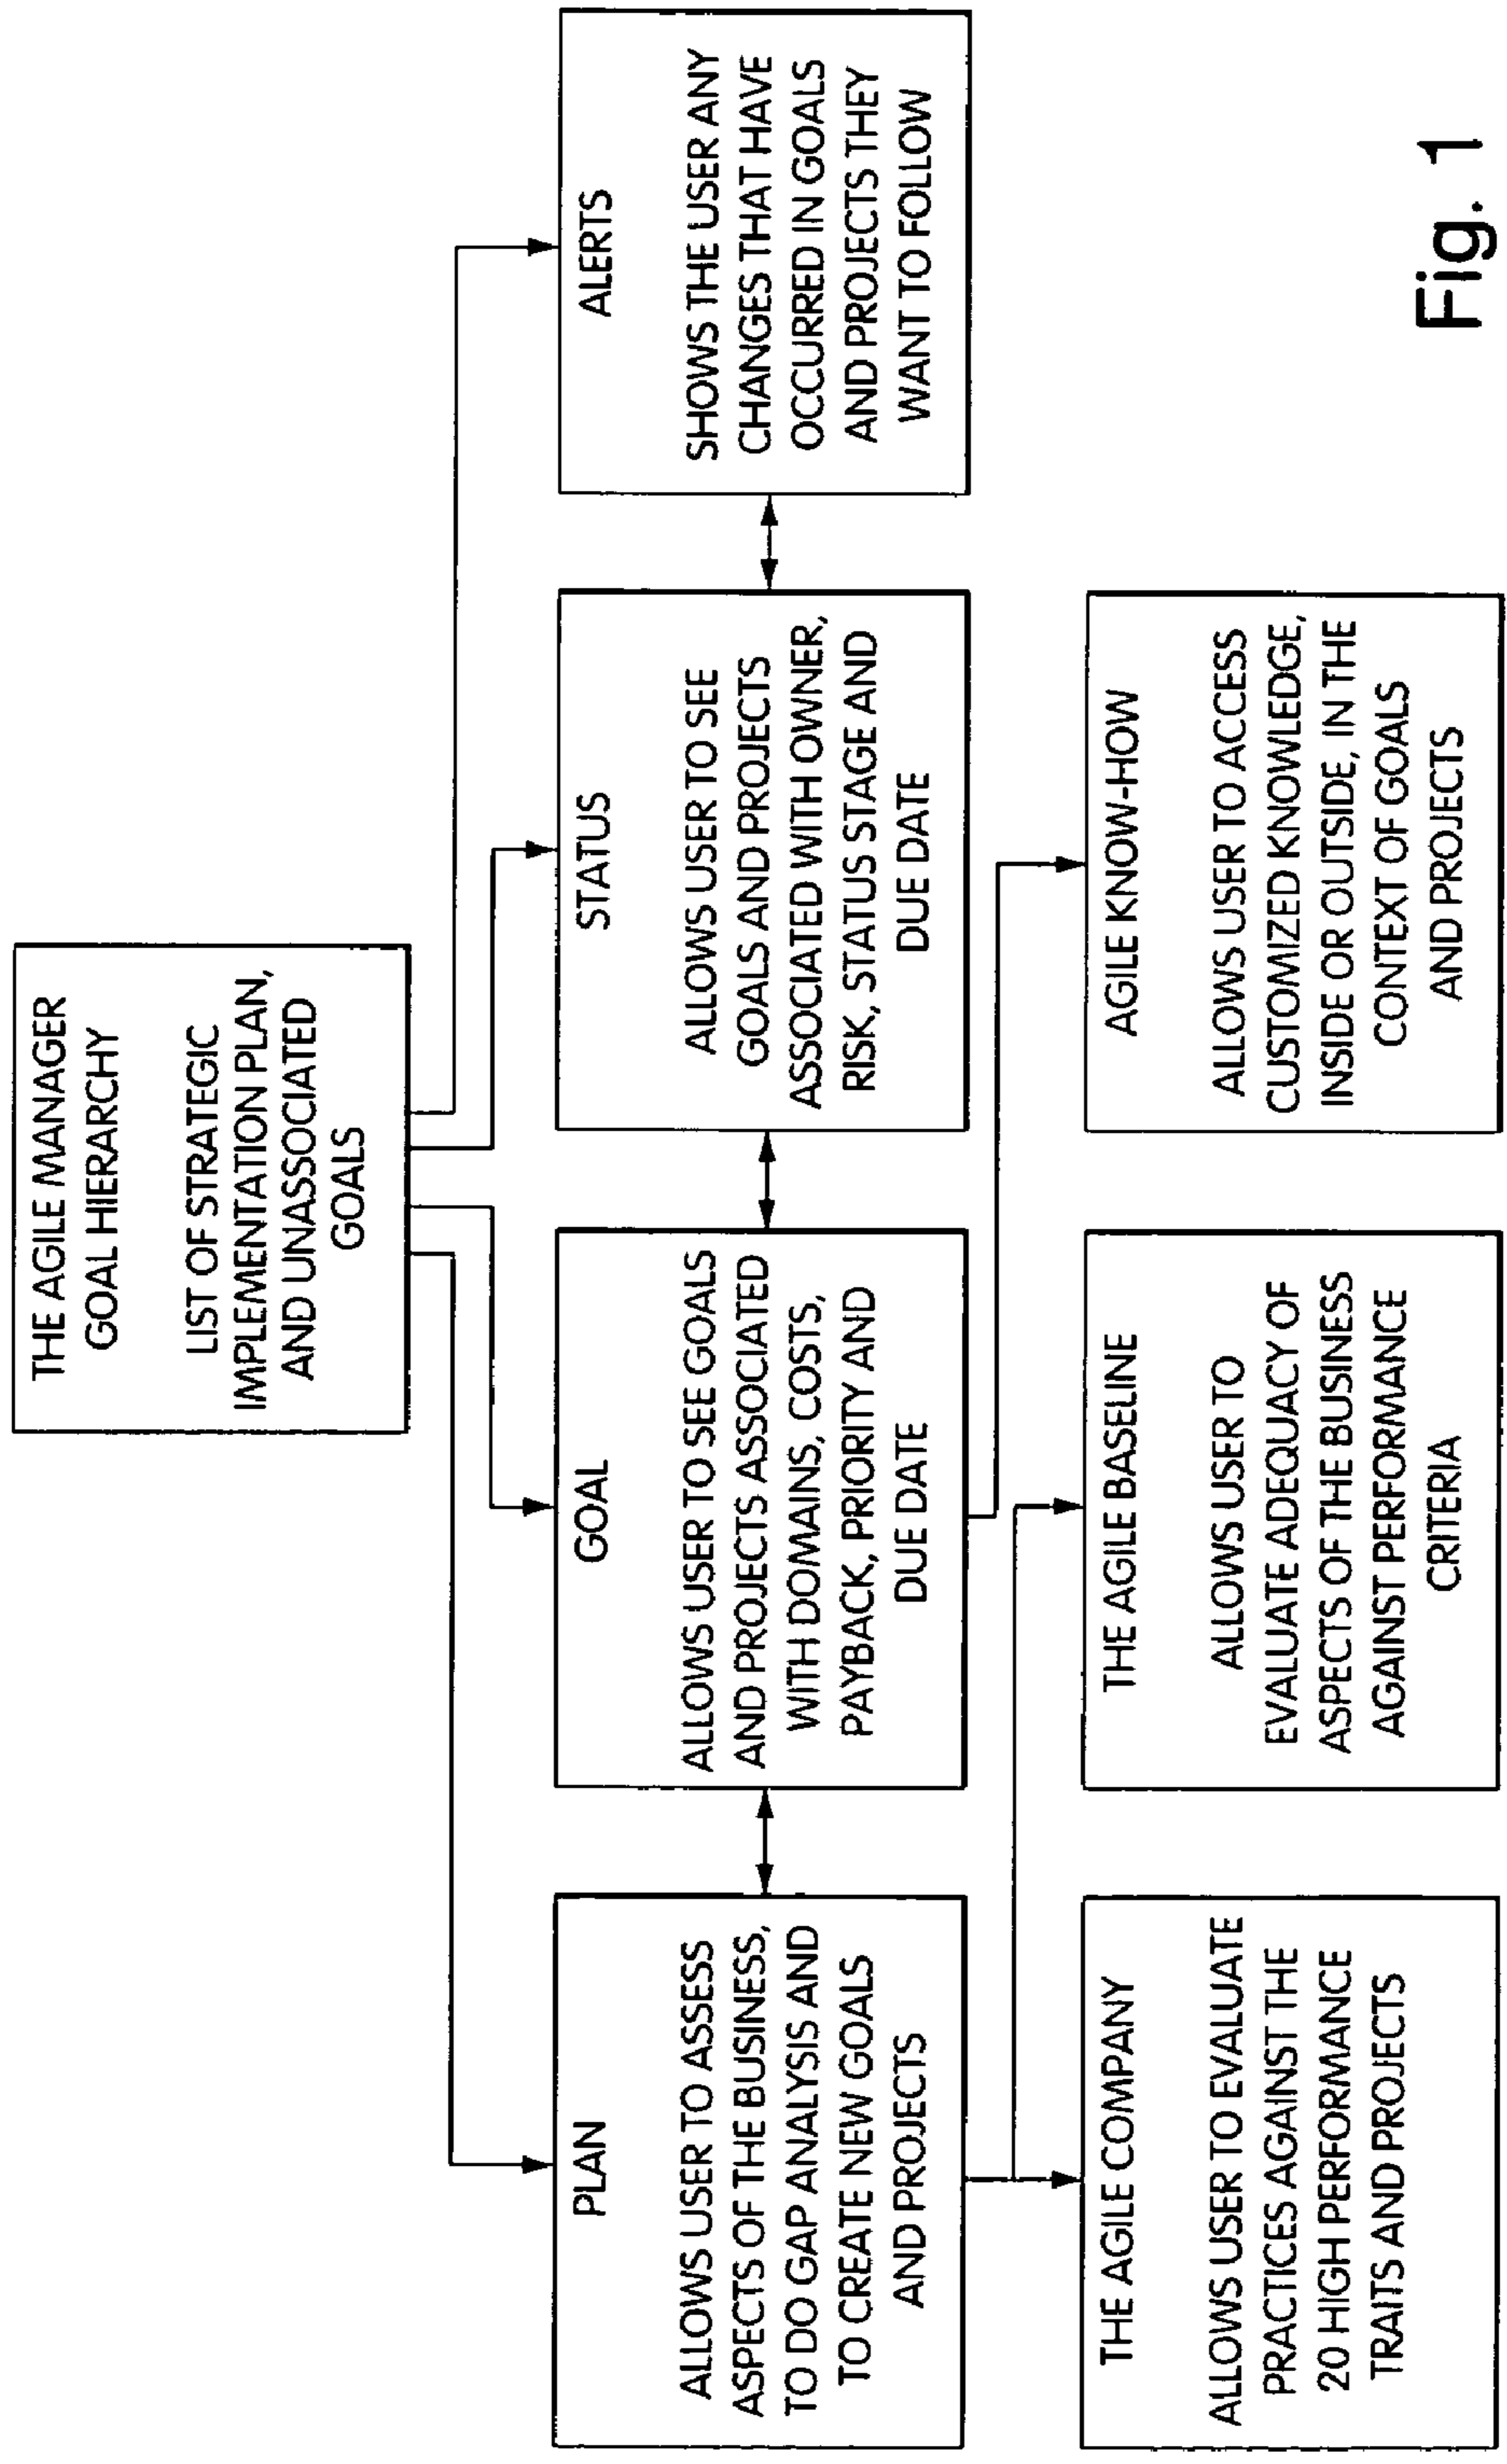 THE AGILE MANAGER
GOAL HIERARCHY
LIST OF STRATEGIC
IMPLEMENTATION PLAN,
AND UNASSOCIATED
GOALS
PLAN
ALLOWS USER TO ASSESS
ASPECTS OF THE BUSINESS,
TO DO GAP ANALYSIS AND
TO CREATE NEW GOALS
AND PROJECTS
GOAL
ALLOWS USER TO SEE GOALS
AND PROJECTS ASSOCIATED
WITH DOMAINS, COSTS,
PAYBACK, PRIORITY AND
DUE DATE
STATUS
ALLOWS USER TO SEE
GOALS AND PROJECTS
ASSOCIATED WITH OWNER,
RISK, STATUS STAGE AND
DUE DATE
ALERTS
SHOWS THE USER ANY
CHANGES THAT HAVE
OCCURRED IN GOALS
AND PROJECTS THEY
WANT TO FOLLOW
THE AGILE COMPANY
ALLOWS USER TO EVALUATE
PRACTICES AGAINST THE
20 HIGH PERFORMANCE
TRAITS AND PROJECTS
THE AGILE BASELINE
ALLOWS USER TO
EVALUATE ADEQUACY OF
ASPECTS OF THE BUSINESS
AGAINST PERFORMANCE
CRITERIA
AGILE KNOW-HOW
ALLOWS USER TO ACCESS
CUSTOMIZED KNOWLEDGE,
INSIDE OR OUTSIDE, IN THE
CONTEXT OF GOALS
AND PROJECTS
Fig. 1